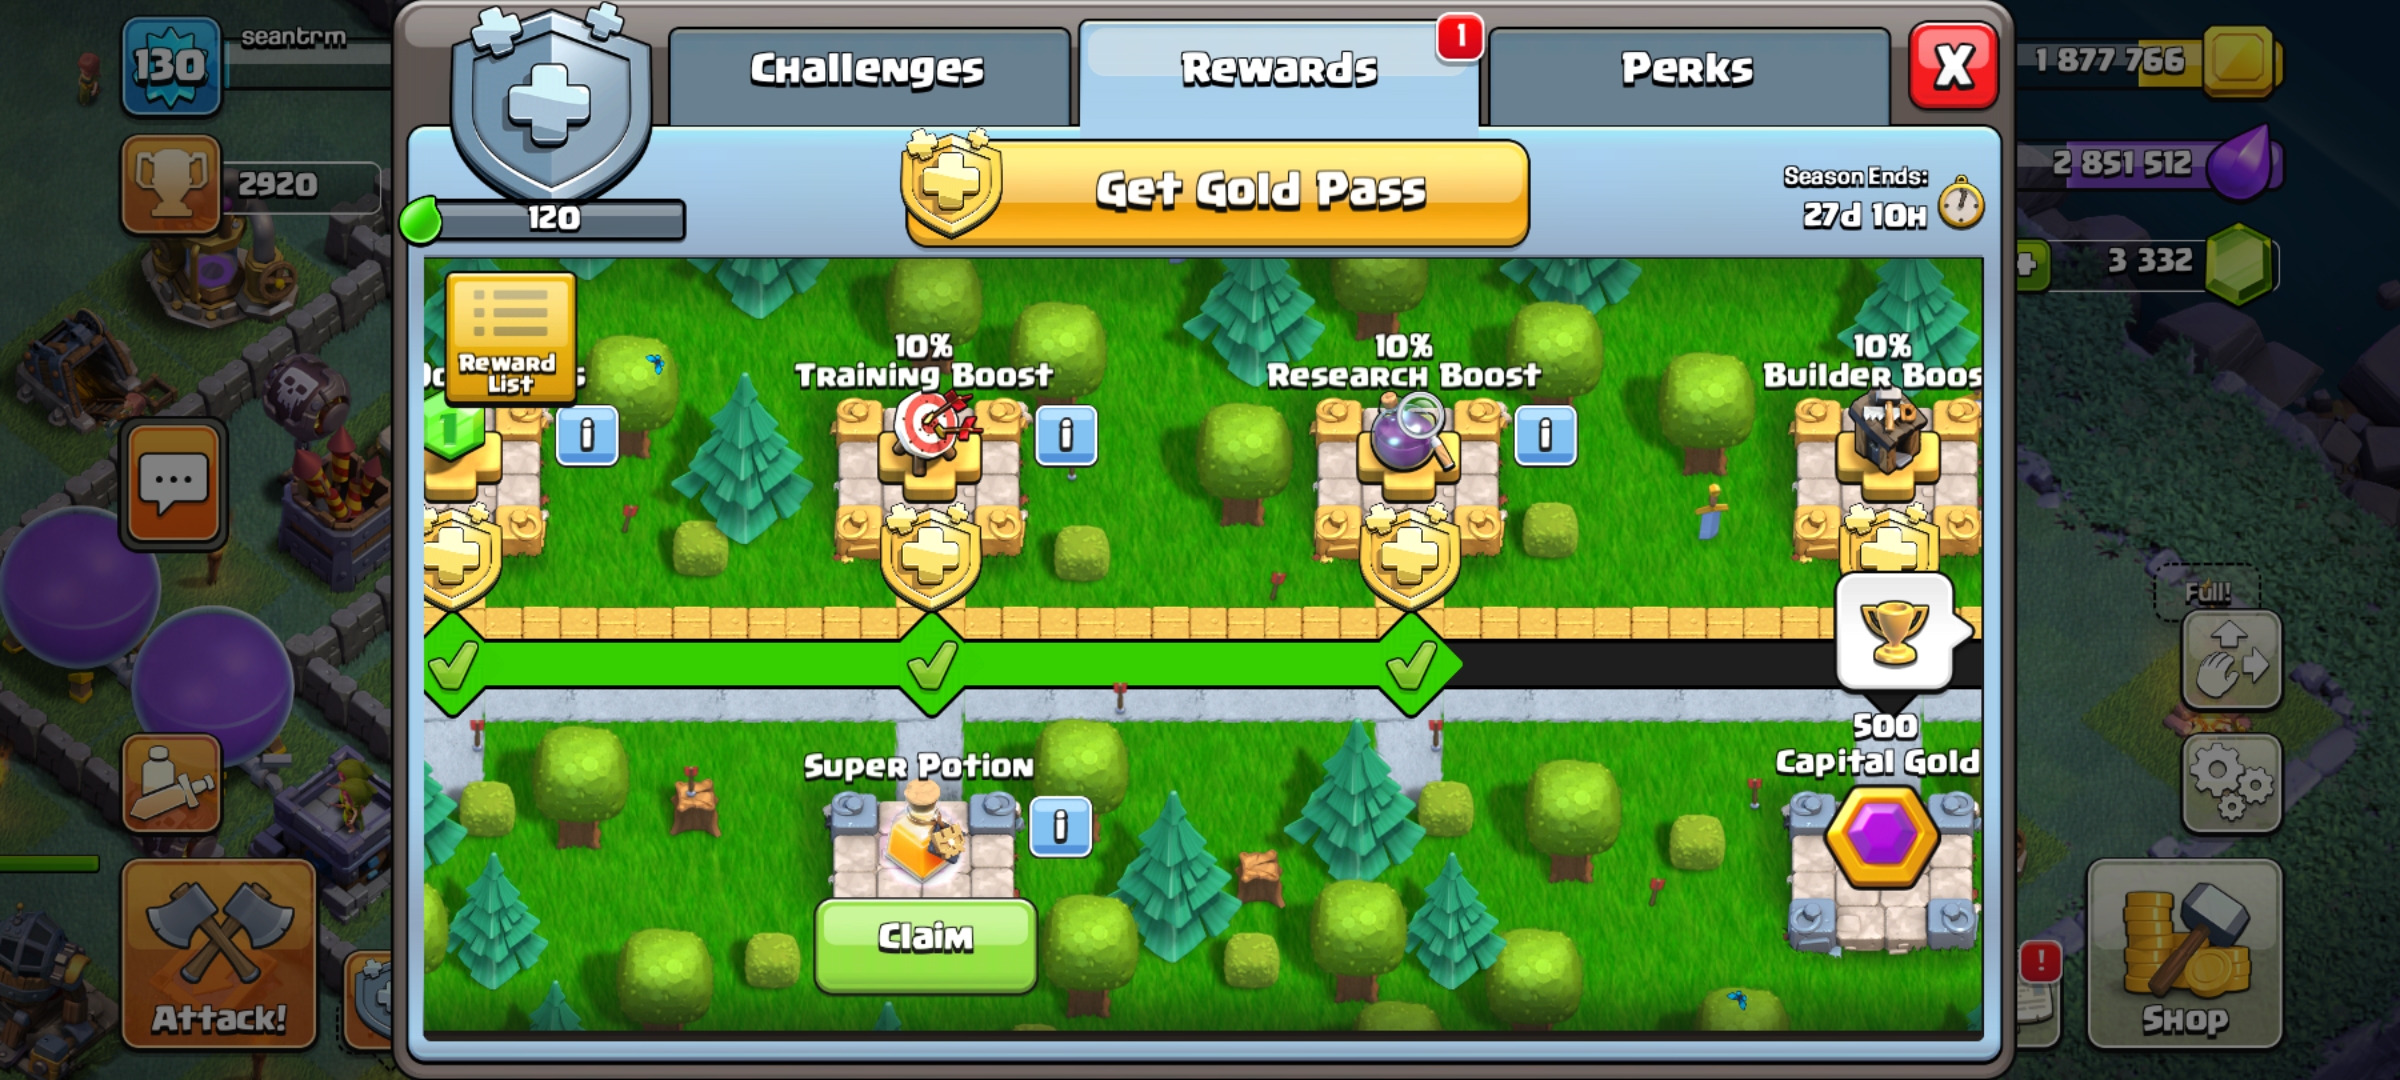 130
seantrm
Challenges
Rewards
1
Perks
X
1 877 766
2920
120
Get Gold Pass
Season Ends:
27d 10H
2 851 512
3 332
Reward
List
10%
Training Boost
10%
Research Boost
10%
Builder Boos
1
i
i
i
Full!
500
Capital Gold
Super Potion
i
Claim
Attack!
!
Shop